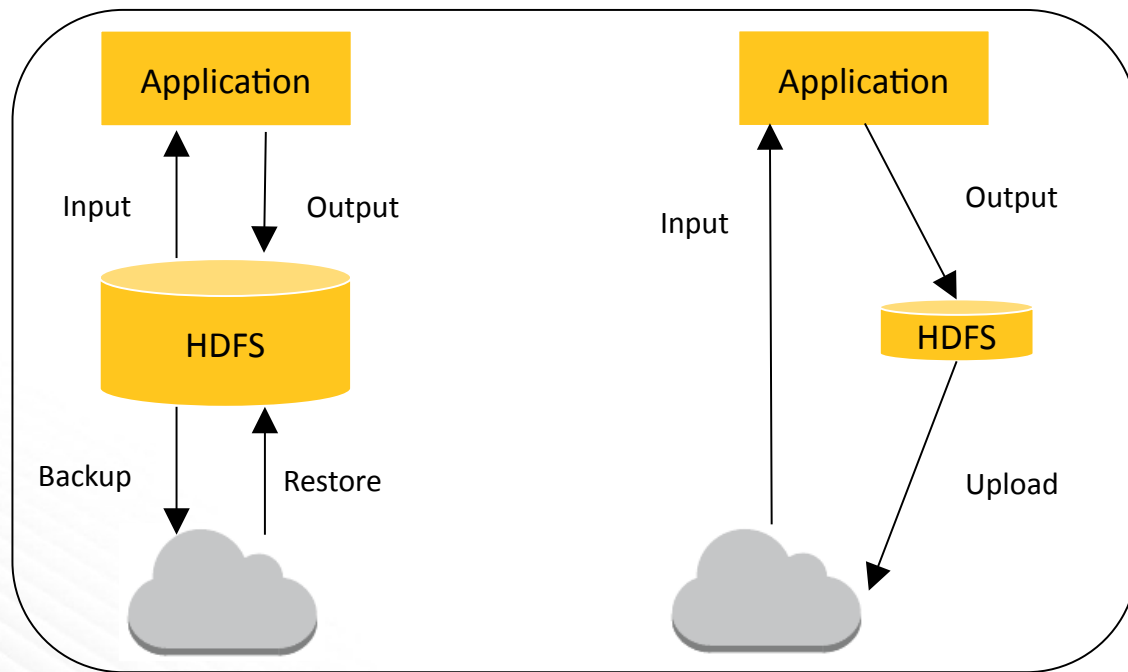 Application
Input
Output
HDFS
Backup
Restore
Application
Input
Output
HDFS
Upload